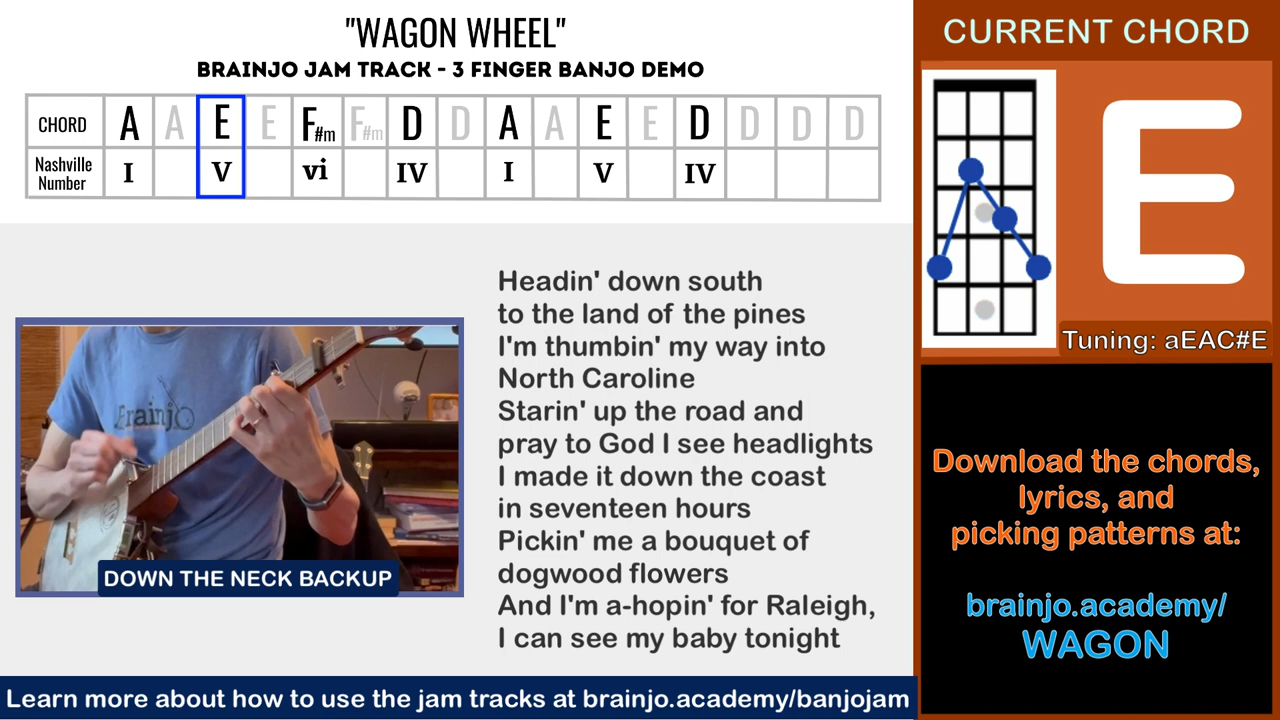 "WAGON WHEEL"
BRAINJO JAM TRACK - 3 FINGER BANJO DEMO
CHORD A A E E F#m F#m D D A A E E D D D D
Nashville Number I V vi IV I V IV
Headin' down south
to the land of the pines
I'm thumbin' my way into
North Caroline
Starin' up the road and
pray to God I see headlights
I made it down the coast
in seventeen hours
Pickin' me a bouquet of
dogwood flowers
And I'm a-hopin' for Raleigh,
I can see my baby tonight
Brainjo
DOWN THE NECK BACKUP
Learn more about how to use the jam tracks at brainjo.academy/banjojam
CURRENT CHORD
E
Tuning: aEAC#E
Download the chords,
lyrics, and
picking patterns at:
brainjo.academy/
WAGON